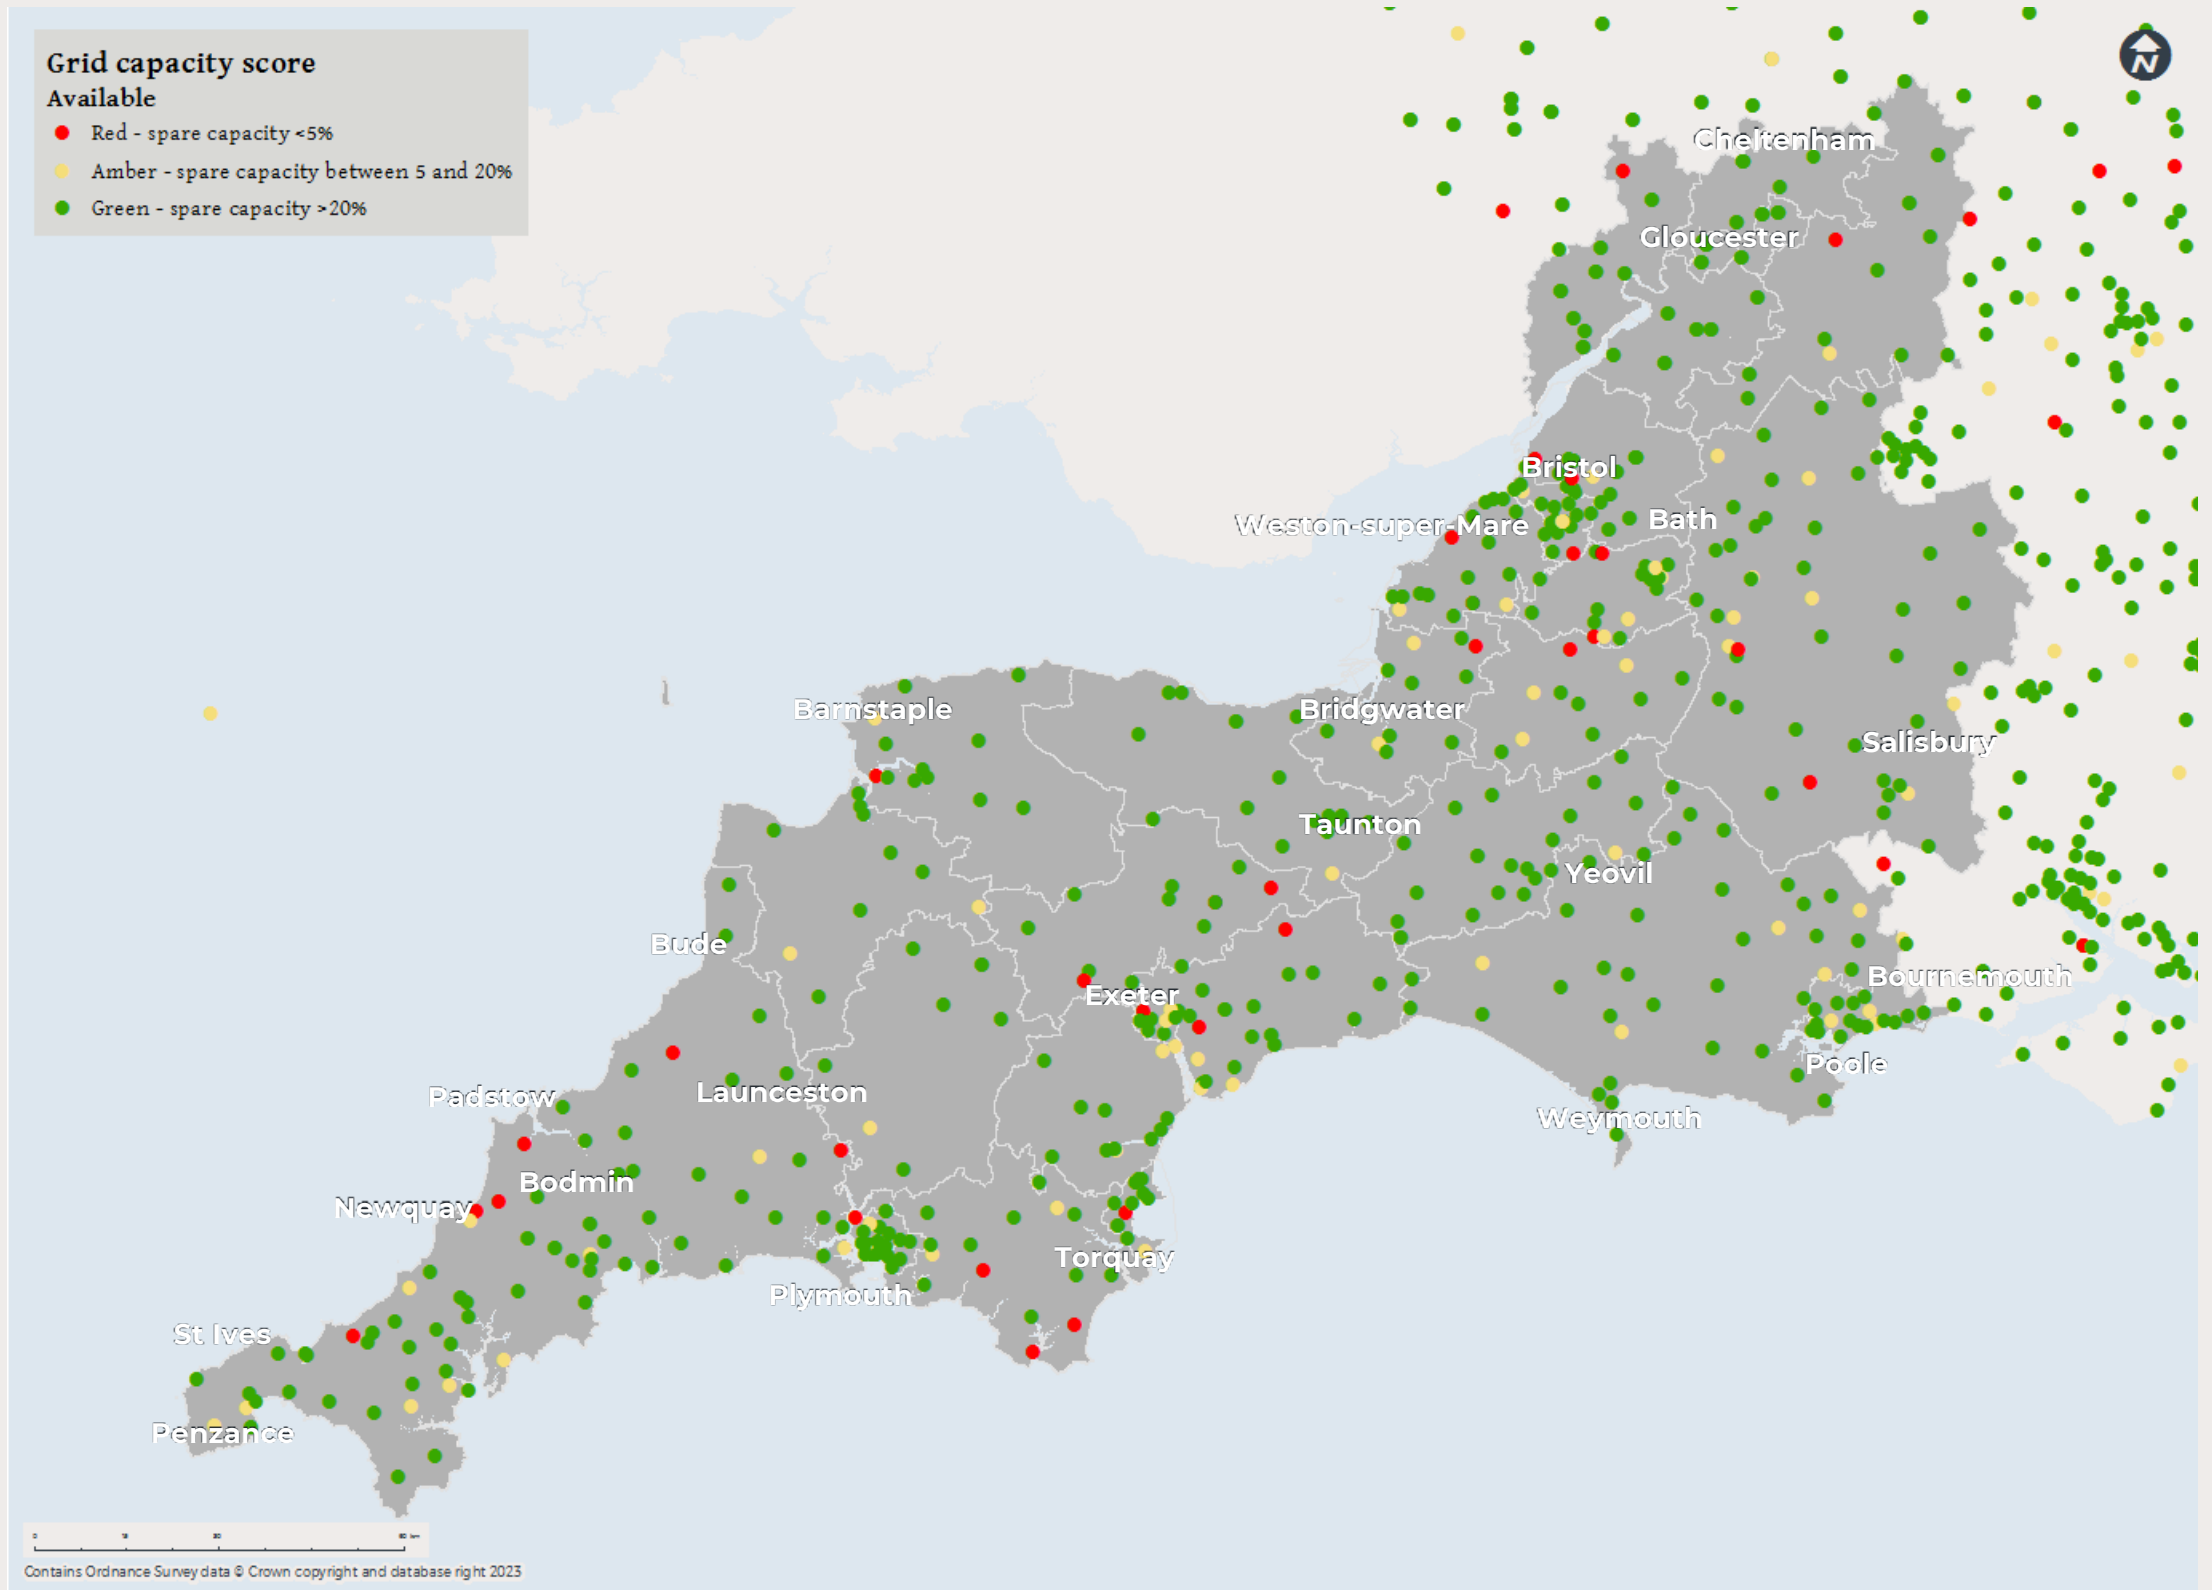 Grid capacity score
Available
Red - spare capacity <5%
Amber - spare capacity between 5 and 20%
Green - spare capacity >20%
N
Cheltenham
Gloucester
Bristol
Weston-super-Mare
Bath
Barnstaple
Bridgwater
Salisbury
Taunton
Yeovil
Bude
Bournemouth
Exeter
Poole
Launceston
Padstow
Weymouth
Bodmin
Newquay
Torquay
Plymouth
St Ives
Penzance
0
Contains Ordnance Survey data © Crown copyright and database right 2023